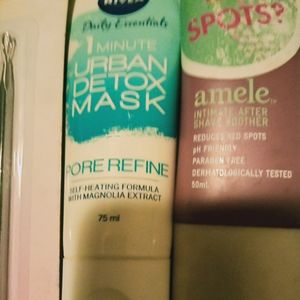 NIVEA
Daily Essentials
1 MINUTE
URBAN
DETOX
MASK
PORE REFINE
SELF-HEATING FORMULA
WITH MAGNOLIA EXTRACT
75 ml
SPOTS?
amele™
INTIMATE AFTER
SHAVE SOOTHER
REDUCES RED SPOTS
pH FRIENDLY
PARABEN FREE
DERMATOLOGICALLY TESTED
50ml